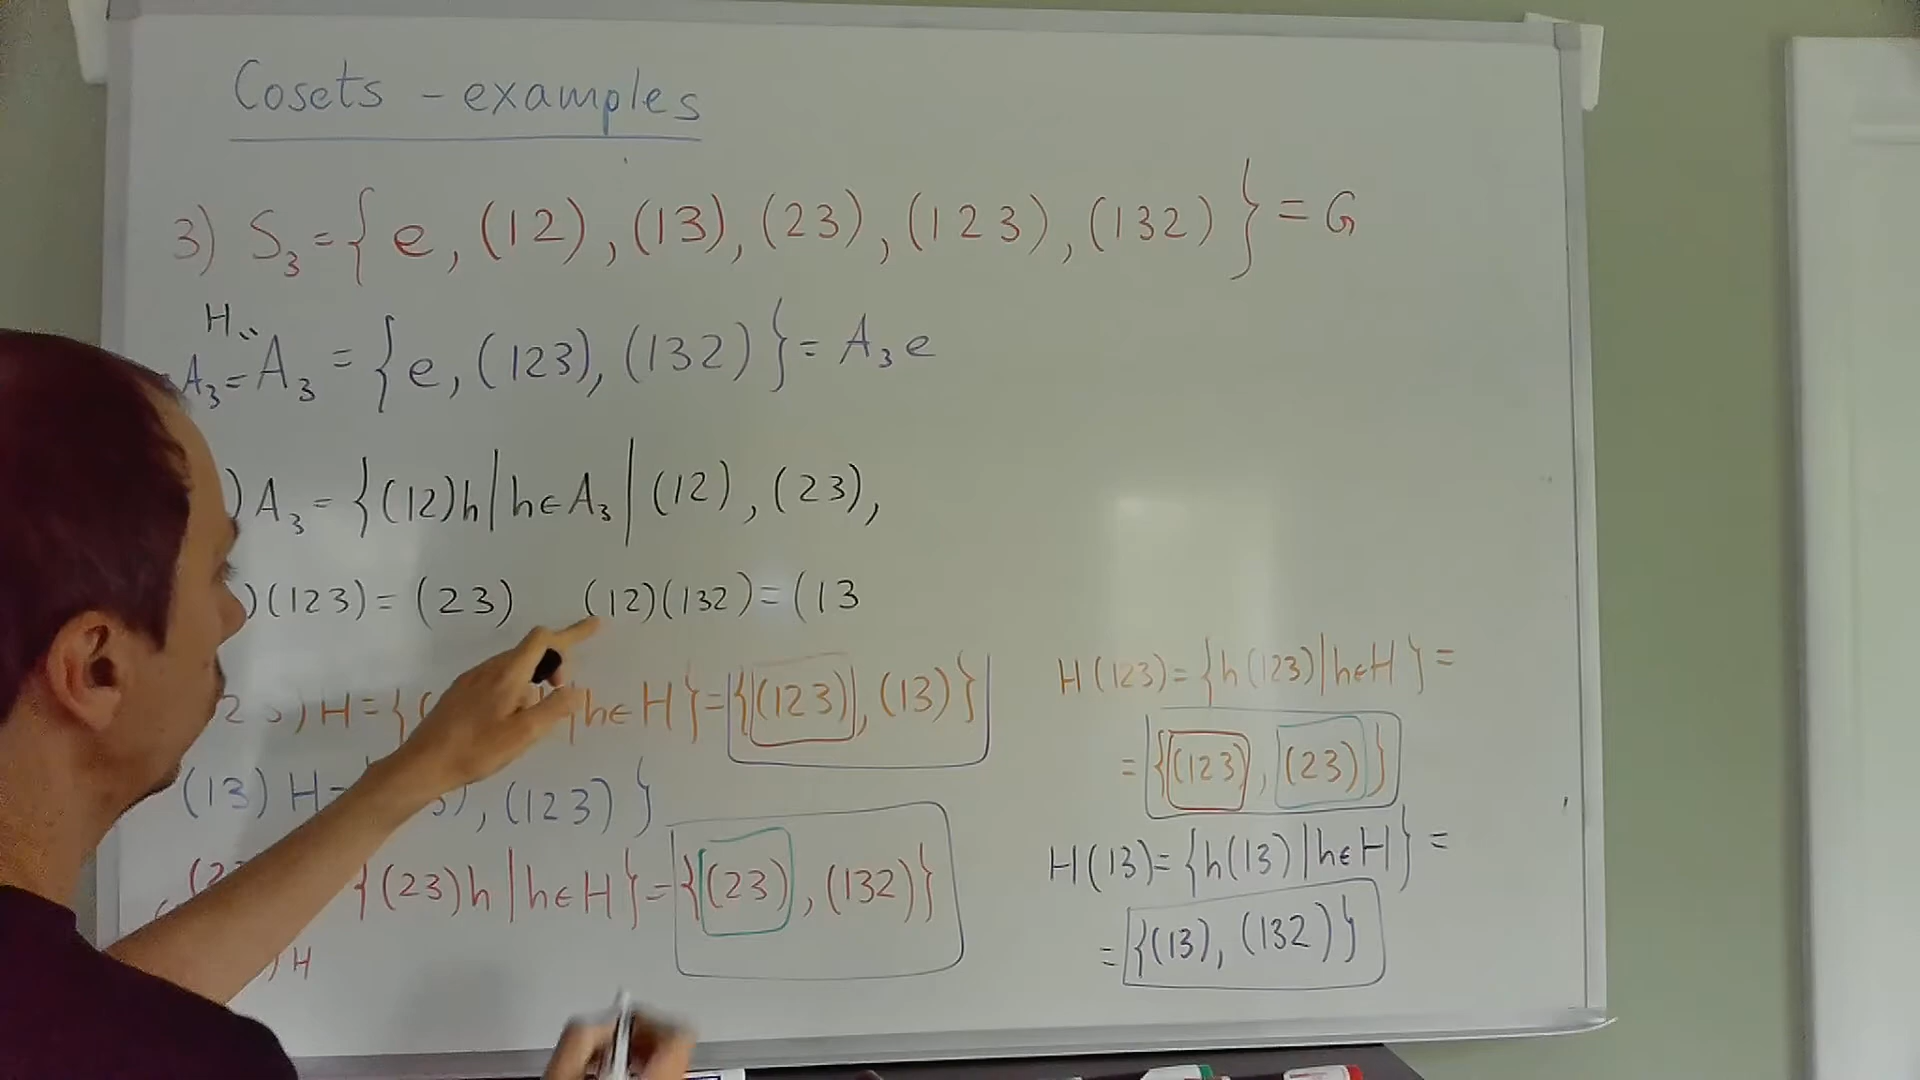 Cosets - examples
3) S₃ = { e, (12), (13), (23), (123), (132) } = G
H
A₃ = A₃ = { e, (123), (132) } = A₃ e
) A₃ = { (12)h | h ∈ A₃ | (12), (23),
)(123) = (23) (12)(132) = (13
) H = { | h ∈ H } = { (123), (13) }
(13) H = , (123) }
{ (23)h | h ∈ H } = { (23), (132) }
H
H(123) = { h(123) | h ∈ H } =
= { (123), (23) }
H(13) = { h(13) | h ∈ H } =
= { (13), (132) }